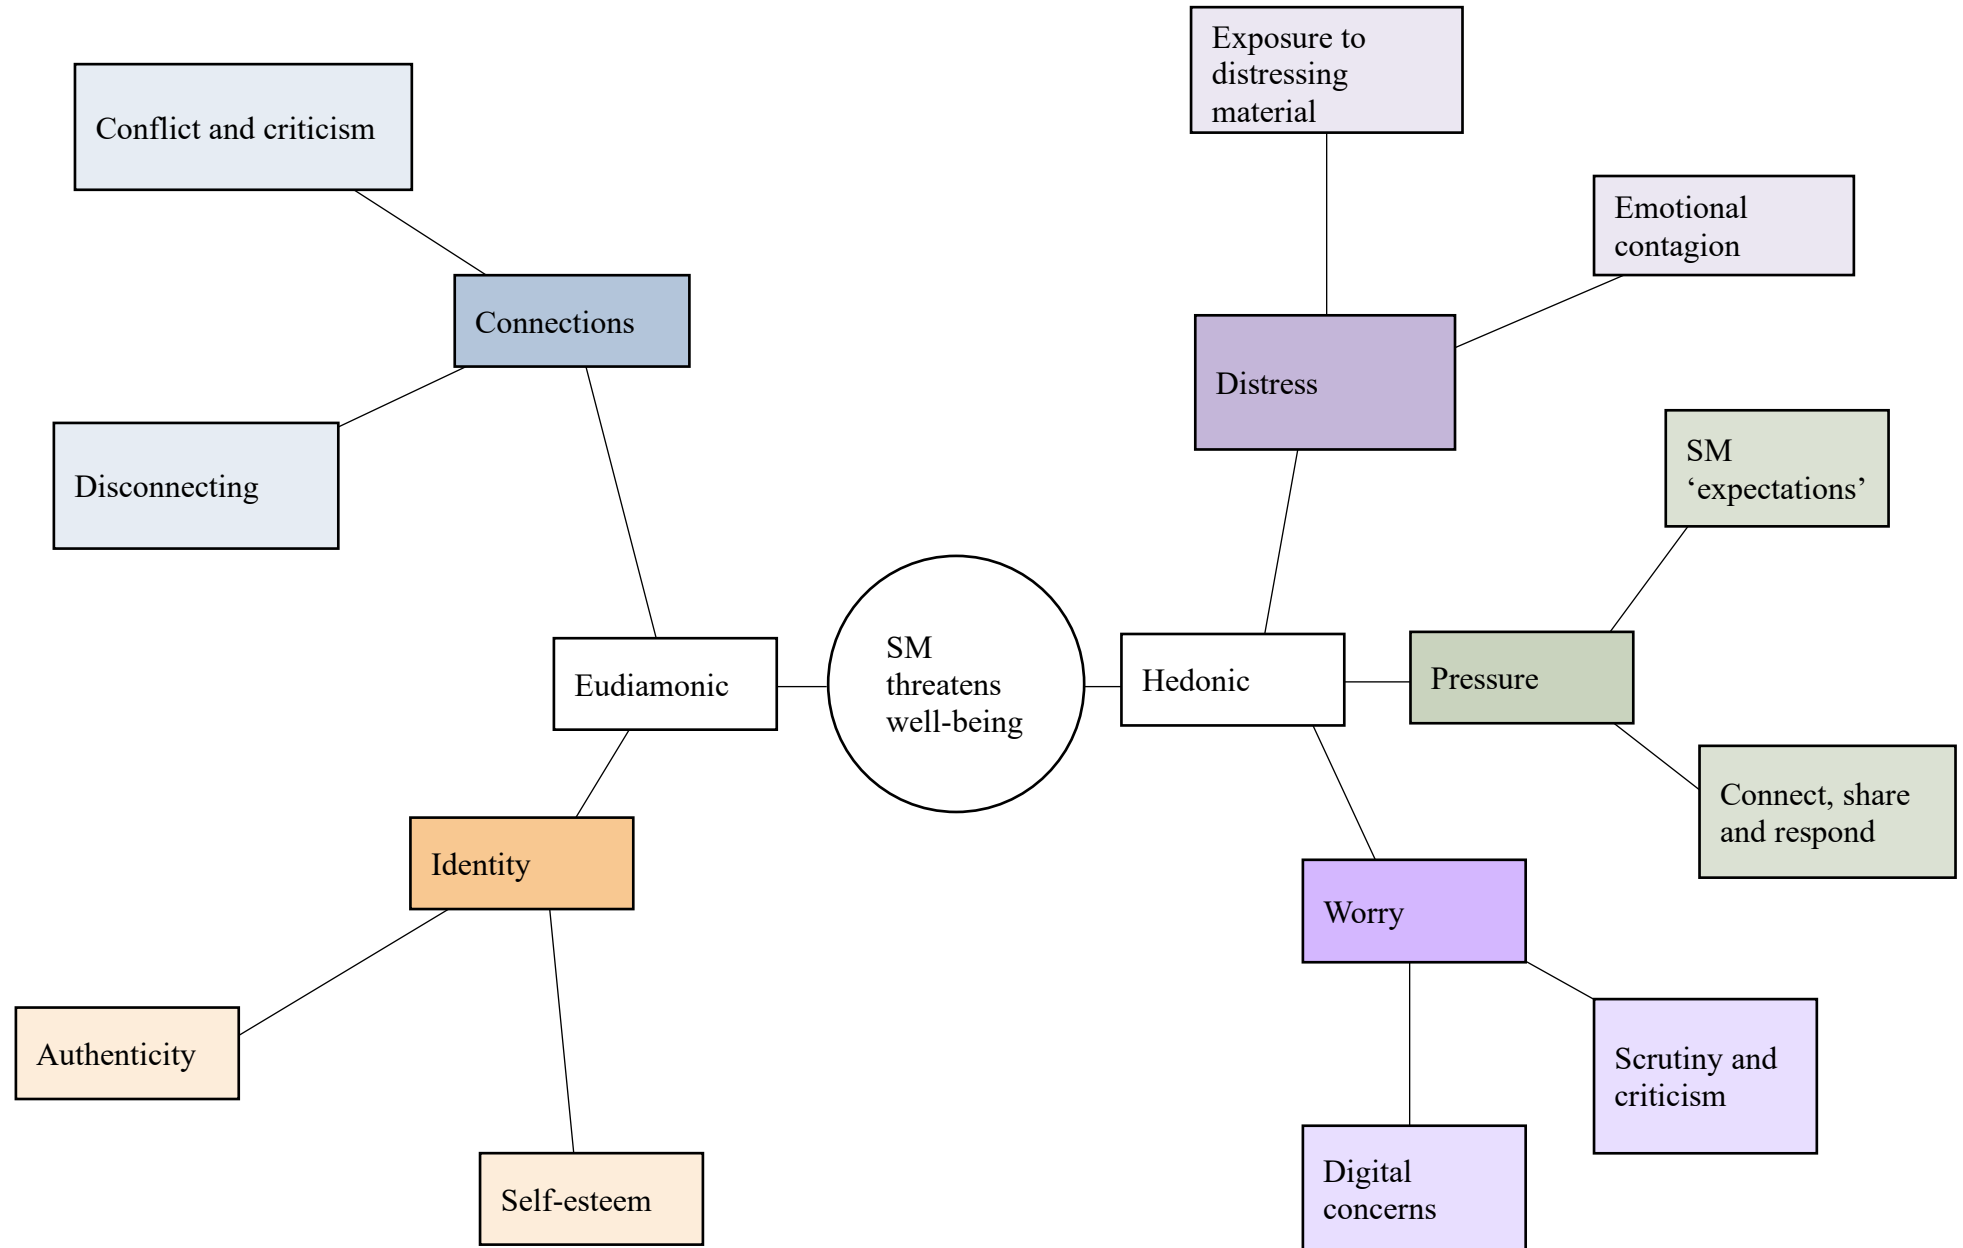 Exposure to
distressing
material
Conflict and criticism
Emotional
contagion
Connections
Distress
SM
‘expectations’
Disconnecting
SM
threatens
well-being
Eudiamonic
Hedonic
Pressure
Connect, share
and respond
Identity
Worry
Authenticity
Scrutiny and
criticism
Self-esteem
Digital
concerns